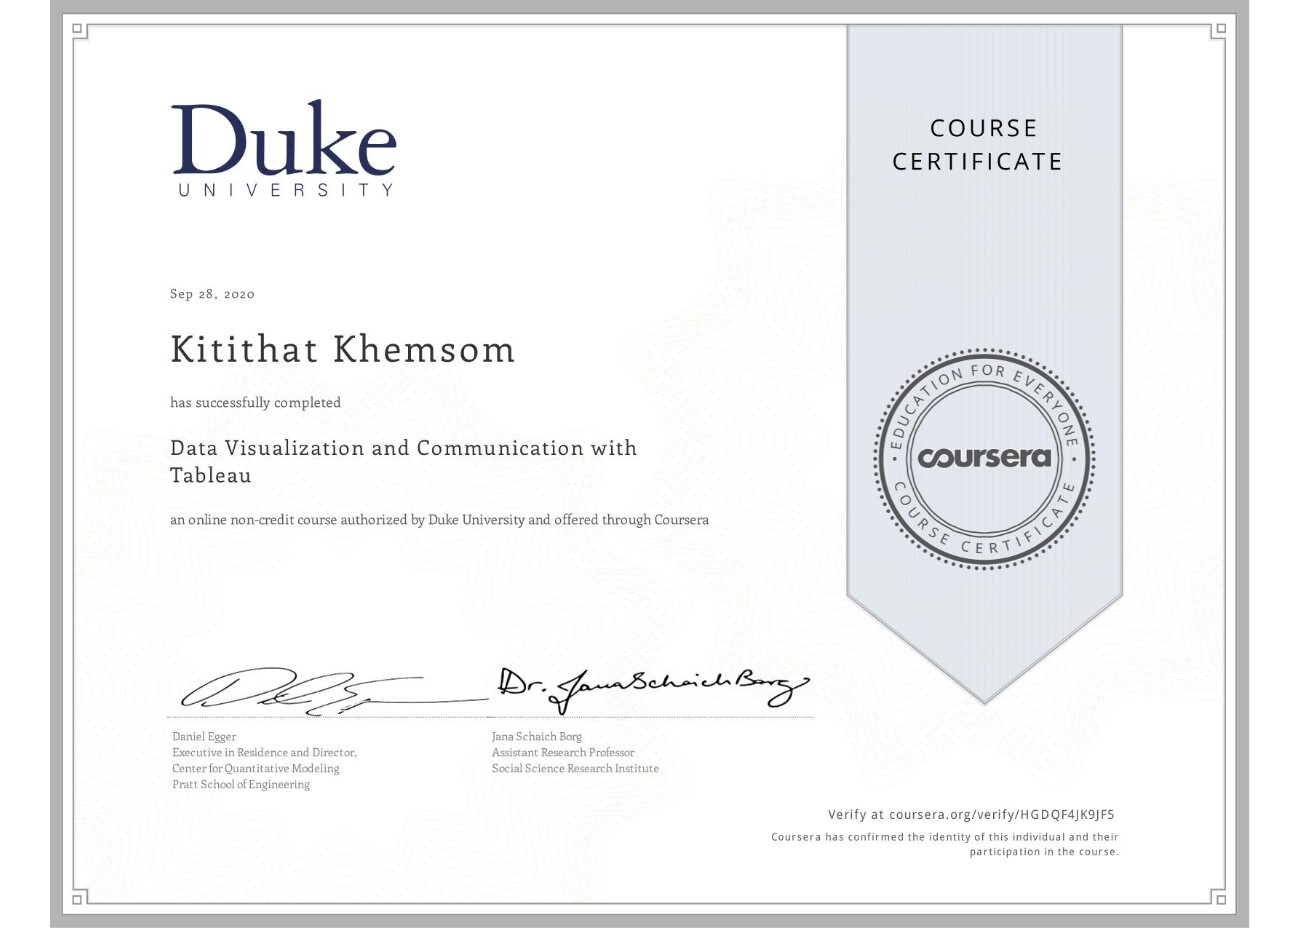 Duke
UNIVERSITY
COURSE
CERTIFICATE
Sep 28, 2020
Kitithat Khemsom
has successfully completed
Data Visualization and Communication with
Tableau
an online non-credit course authorized by Duke University and offered through Coursera
EDUCATION FOR EVERYONE
coursera
COURSE CERTIFICATE
Dr. Jana Schaich Borg
Daniel Egger
Executive in Residence and Director,
Center for Quantitative Modeling
Pratt School of Engineering
Jana Schaich Borg
Assistant Research Professor
Social Science Research Institute
Verify at coursera.org/verify/HGDQF4JK9JF5
Coursera has confirmed the identity of this individual and their
participation in the course.